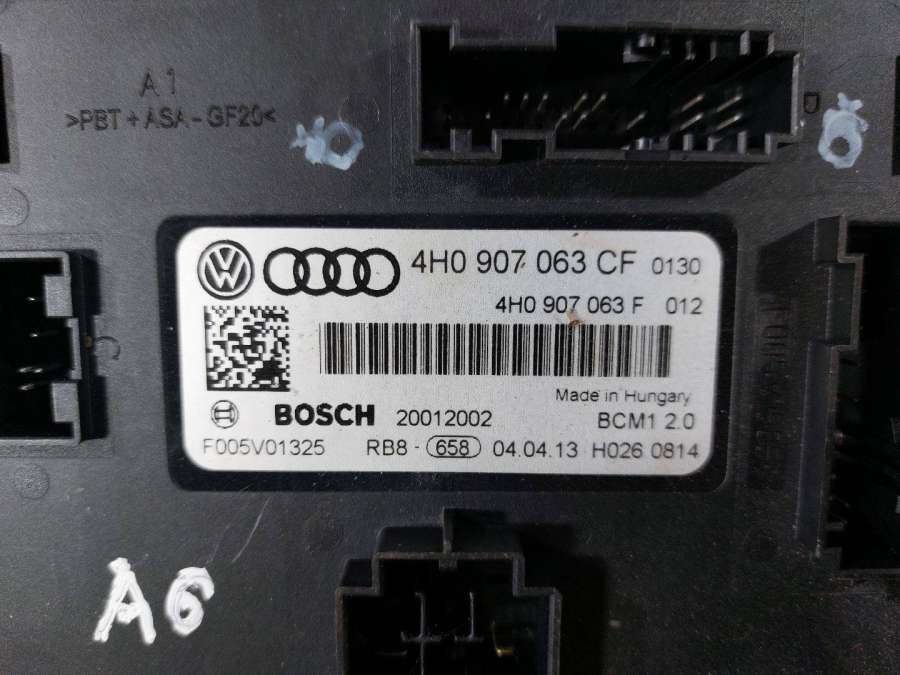 A1
>PBT+ASA-GF20<
D
4H0 907 063 CF 0130
4H0 907 063 F 012
C
Made in Hungary
BOSCH 20012002 BCM1 2.0
F005V01325 RB8-658 04.04.13 H026 0814
A6